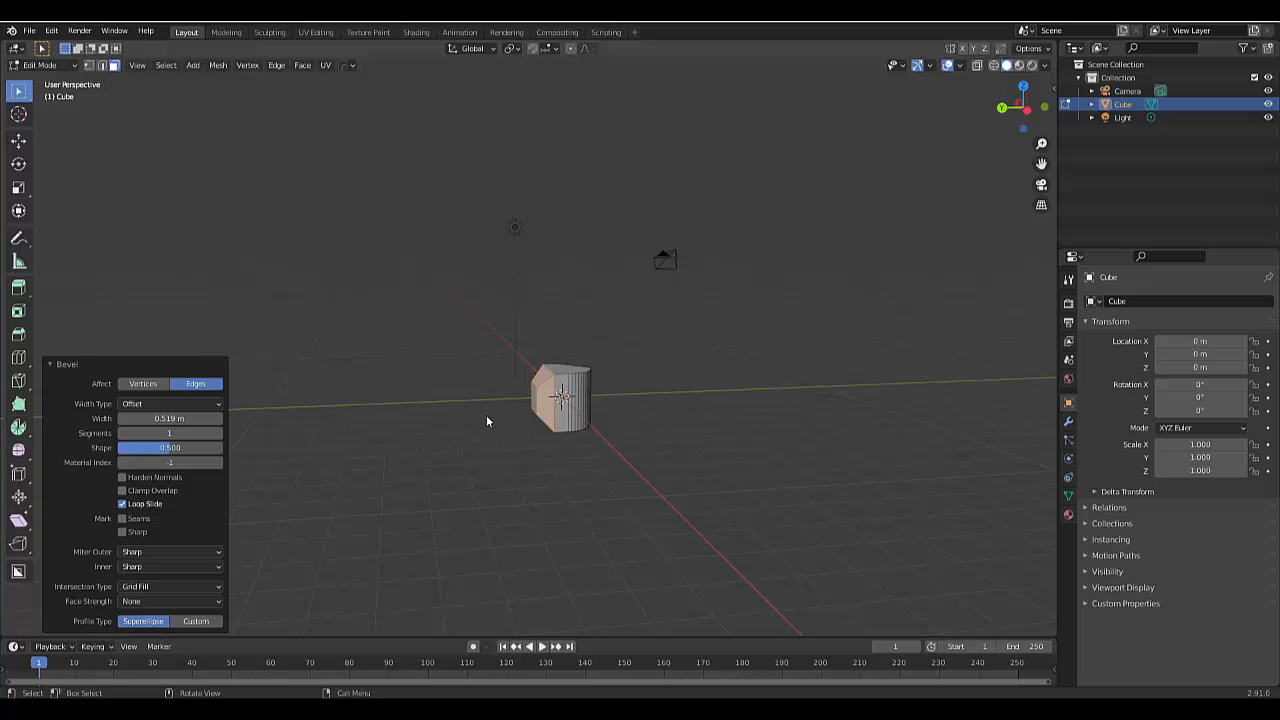 File Edit Render Window Help Layout Modeling Sculpting UV Editing Texture Paint Shading Animation Rendering Compositing Scripting + Scene View Layer
Global X Y Z Options
Edit Mode View Select Add Mesh Vertex Edge Face UV
User Perspective
(1) Cube
Z
Y
Scene Collection
Collection
Camera
Cube
Light
Cube
Cube
Transform
Location X 0 m
Y 0 m
Z 0 m
Rotation X 0°
Y 0°
Z 0°
Mode XYZ Euler
Scale X 1.000
Y 1.000
Z 1.000
Delta Transform
Relations
Collections
Instancing
Motion Paths
Visibility
Viewport Display
Custom Properties
Bevel
Affect Vertices Edges
Width Type Offset
Width 0.519 m
Segments 1
Shape 0.500
Material Index -1
Harden Normals
Clamp Overlap
Loop Slide
Mark Seams
Sharp
Miter Outer Sharp
Inner Sharp
Intersection Type Grid Fill
Face Strength None
Profile Type Superellipse Custom
Playback Keying View Marker 1 Start 1 End 250
1 10 20 30 40 50 60 70 80 90 100 110 120 130 140 150 160 170 180 190 200 210 220 230 240 250
Select Box Select Rotate View Call Menu 2.91.0